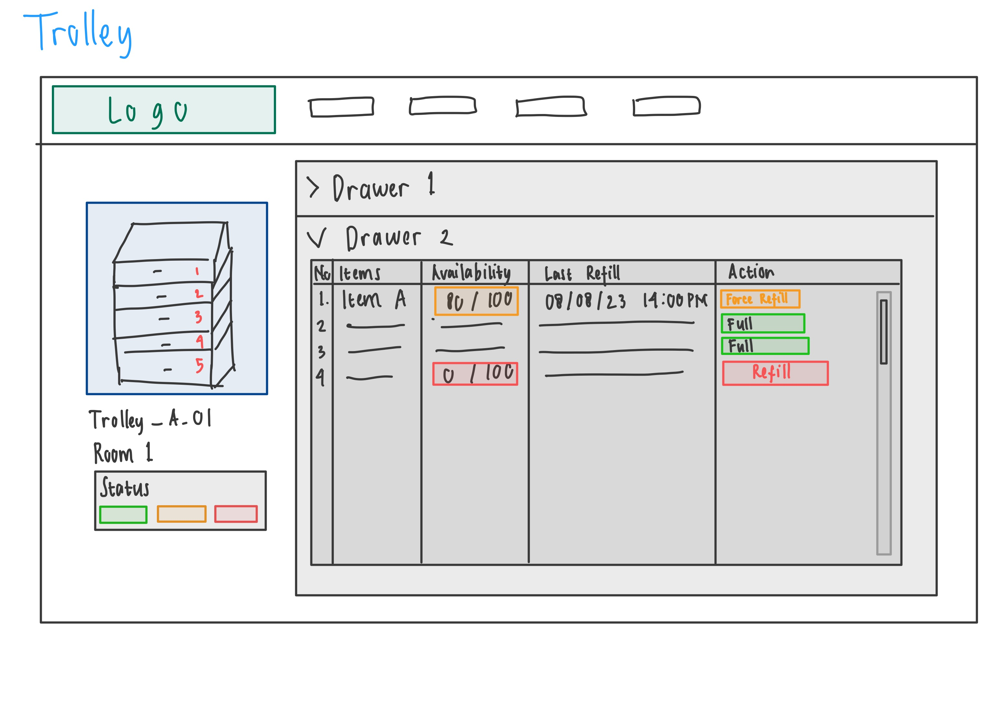 Trolley
Logo
> Drawer 1
V Drawer 2
No Items Availability Last Refill Action
1. Item A 80 / 100 08/08/23 14:00PM Force Refill
2 Full
3 Full
4 0 / 100 Refill
1
2
3
4
5
Trolley_A_01
Room 1
Status